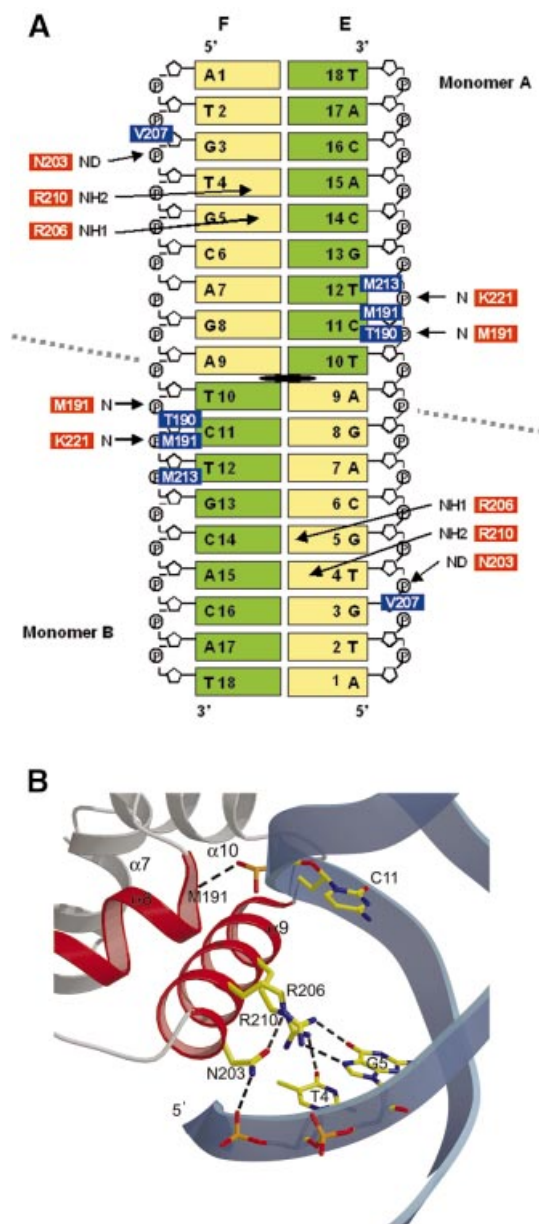 A
F E
5' 3'
A 1 18 T Monomer A
T 2 17 A
V207
G 3 16 C
N203 ND
T 4 15 A
R210 NH2
G 5 14 C
R206 NH1
C 6 13 G
A 7 12 T M213
N K221
M191
G 8 11 C
T190 N M191
A 9 10 T
M191 N T 10 9 A
T190
K221 N M191 C 11 8 G
T 12 7 A
M213
G 13 6 C NH1 R206
C 14 5 G NH2 R210
A 15 4 T ND N203
V207
C 16 3 G
Monomer B
A 17 2 T
T 18 1 A
3' 5'
B
α10
α7
C11
α8 M191
α9
R206
R210
N203 G5
T4
5'